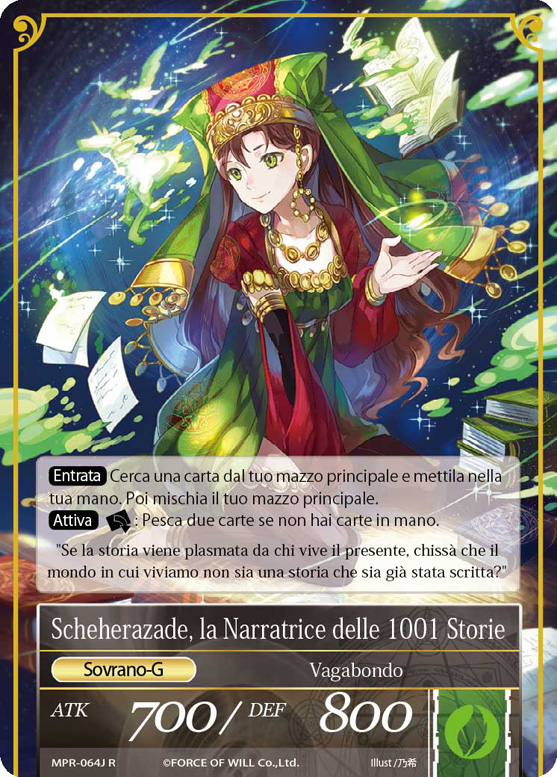 Entrata Cerca una carta dal tuo mazzo principale e mettila nella
tua mano. Poi mischia il tuo mazzo principale.
Attiva : Pesca due carte se non hai carte in mano.
"Se la storia viene plasmata da chi vive il presente, chissà che il
mondo in cui viviamo non sia una storia che sia già stata scritta?"
Scheherazade, la Narratrice delle 1001 Storie
Sovrano-G Vagabondo
ATK 700 / DEF 800
MPR-064J R ©FORCE OF WILL Co.,Ltd. Illust /乃希